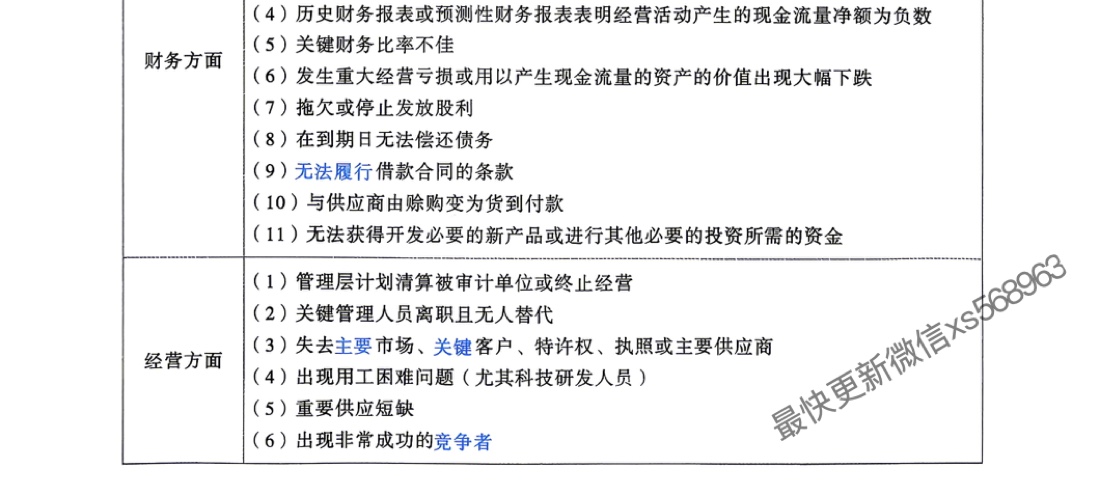 （4）历史财务报表或预测性财务报表表明经营活动产生的现金流量净额为负数
财务方面
（5）关键财务比率不佳
（6）发生重大经营亏损或用以产生现金流量的资产的价值出现大幅下跌
（7）拖欠或停止发放股利
（8）在到期日无法偿还债务
（9）无法履行借款合同的条款
（10）与供应商由赊购变为货到付款
（11）无法获得开发必要的新产品或进行其他必要的投资所需的资金
经营方面
（1）管理层计划清算被审计单位或终止经营
（2）关键管理人员离职且无人替代
（3）失去主要市场、关键客户、特许权、执照或主要供应商
（4）出现用工困难问题（尤其科技研发人员）
（5）重要供应短缺
（6）出现非常成功的竞争者
最快更新微信xs568963